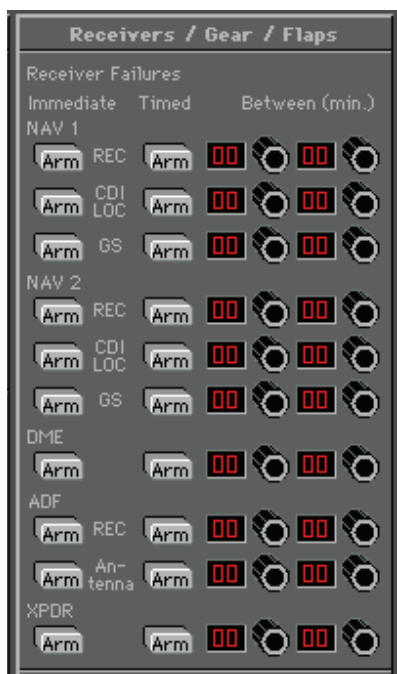 Receivers / Gear / Flaps
Receiver Failures
Immediate Timed Between (min.)
NAV 1
Arm REC Arm 00 00
Arm CDI LOC Arm 00 00
Arm GS Arm 00 00
NAV 2
Arm REC Arm 00 00
Arm CDI LOC Arm 00 00
Arm GS Arm 00 00
DME
Arm Arm 00 00
ADF
Arm REC Arm 00 00
Arm An- tenna Arm 00 00
XPDR
Arm Arm 00 00